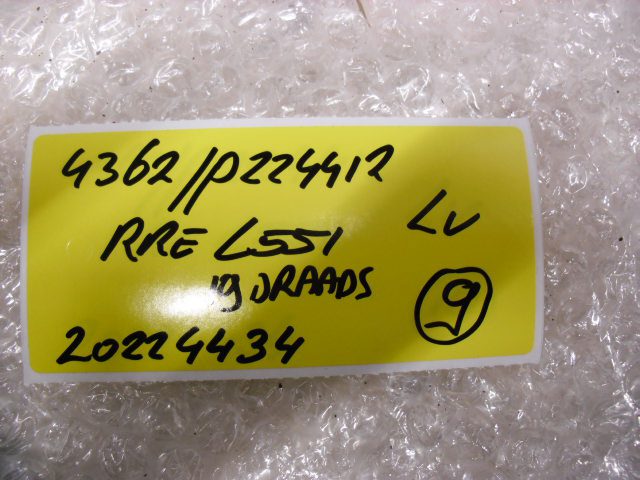 4362/P224412
RRE L551 LV
19 DRAADS
9
20224434